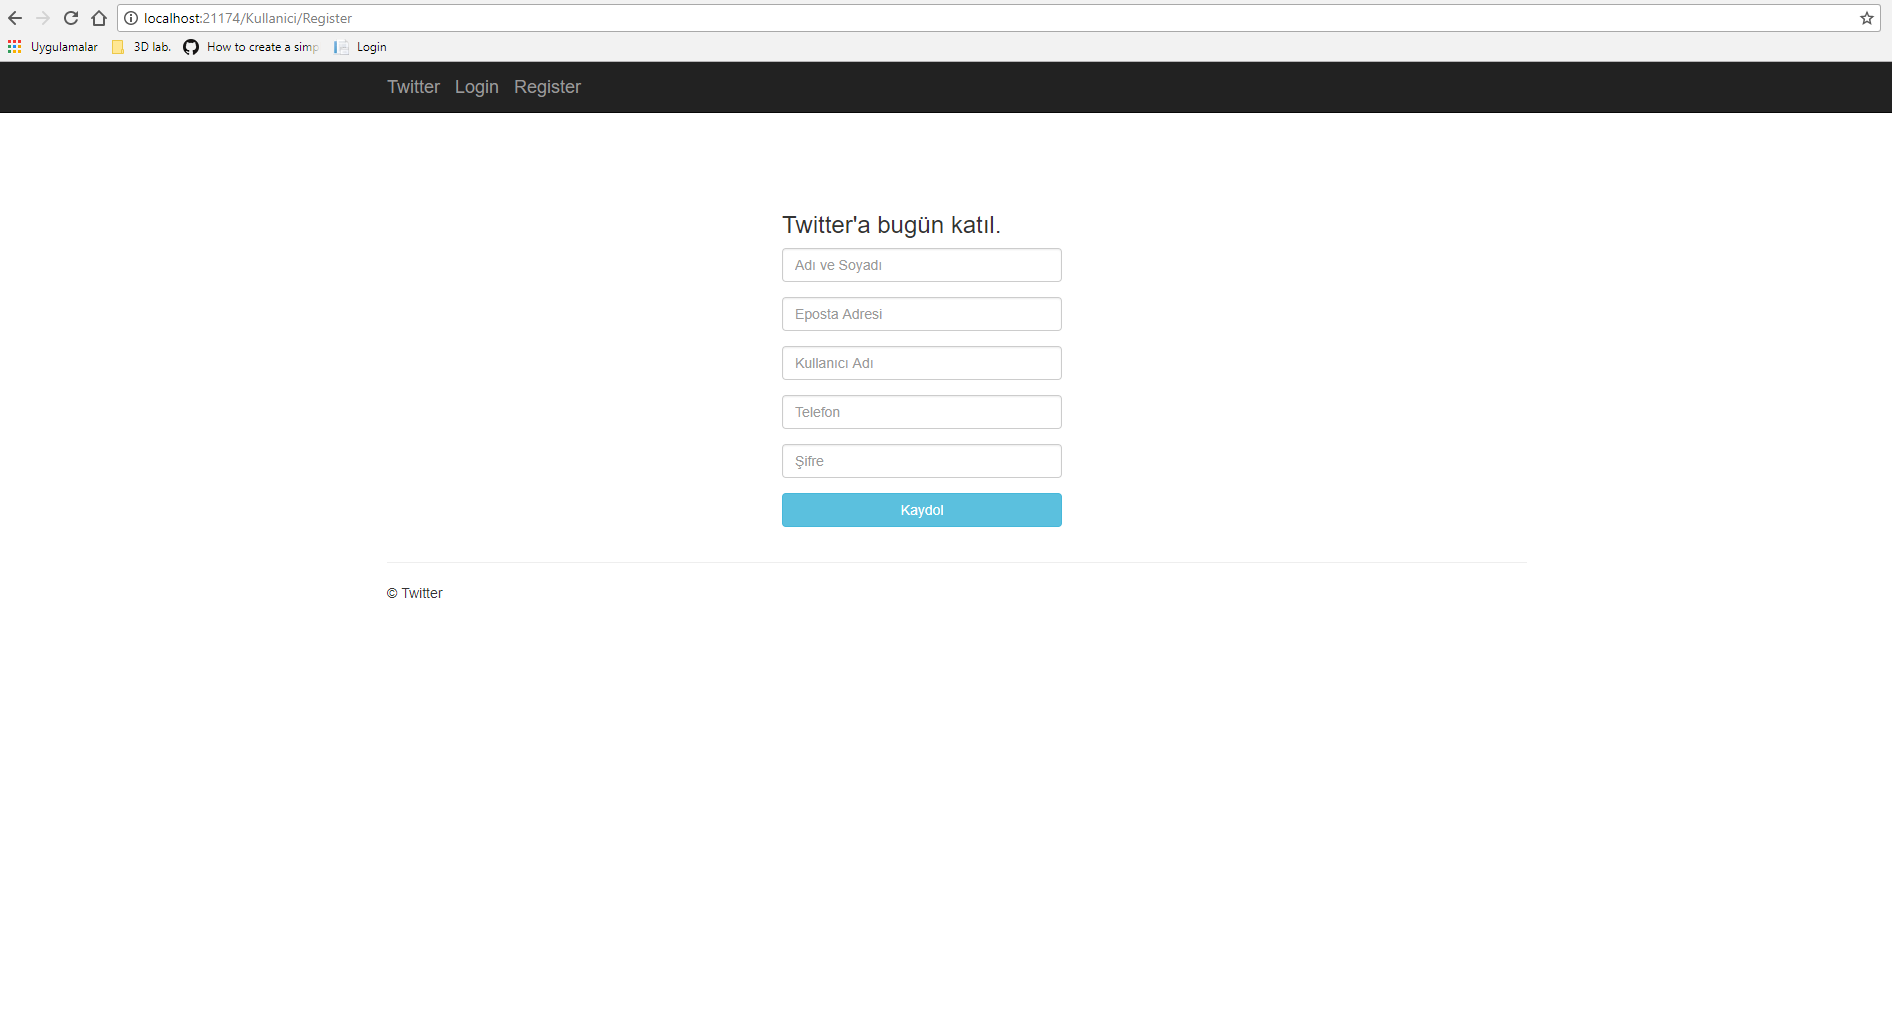 localhost:21174/Kullanici/Register
Uygulamalar 3D lab. How to create a simp Login
Twitter Login Register
Twitter'a bugün katıl.
Adı ve Soyadı
Eposta Adresi
Kullanıcı Adı
Telefon
Şifre
Kaydol
© Twitter